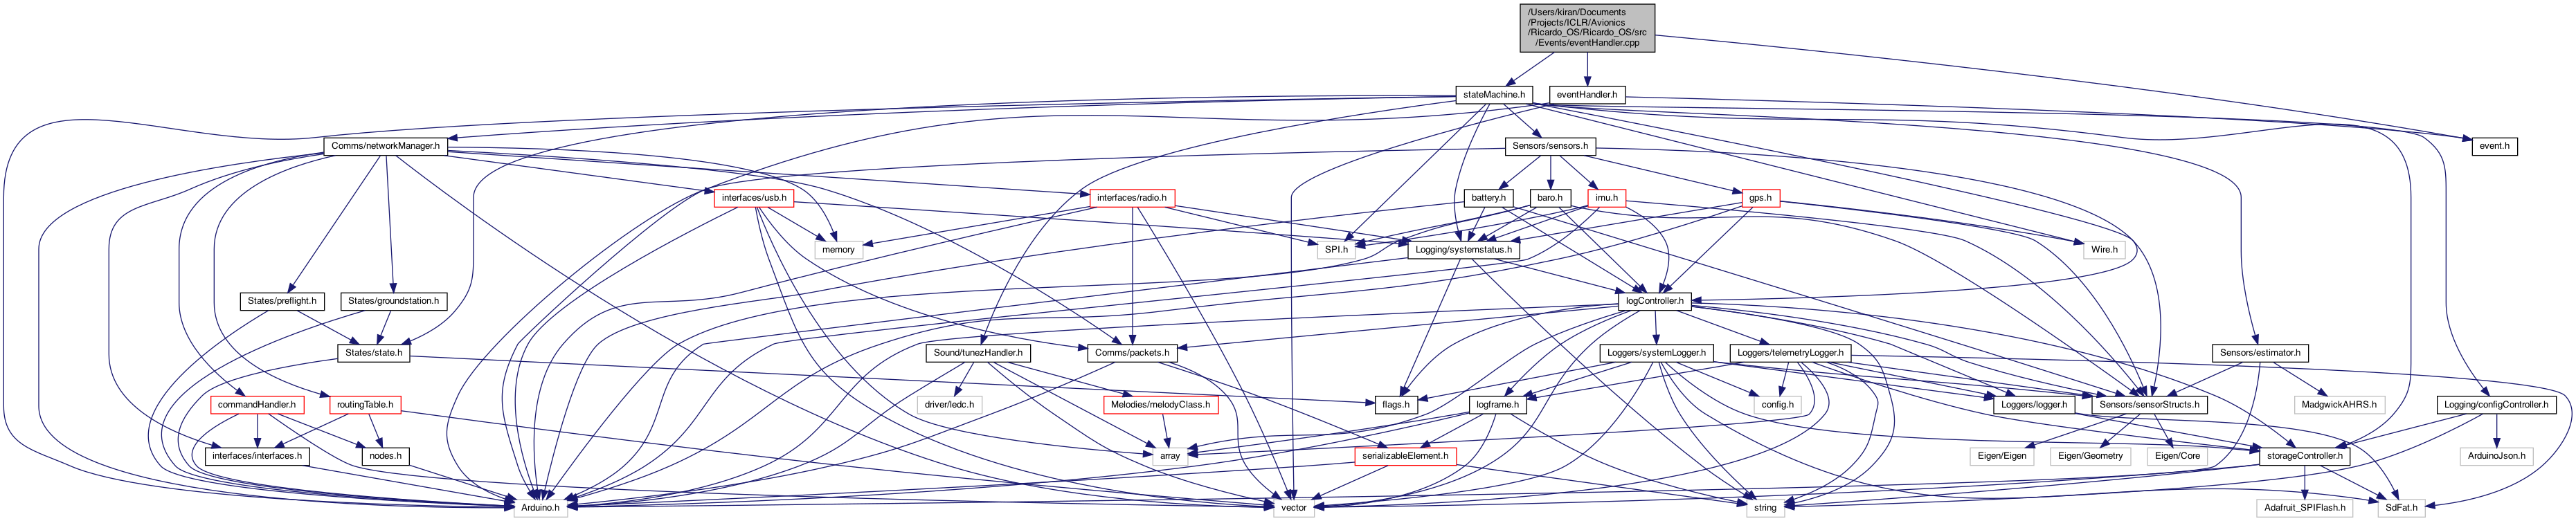 /Users/kiran/Documents
/Projects/ICLR/Avionics
/Ricardo_OS/Ricardo_OS/src
/Events/eventHandler.cpp
stateMachine.h
eventHandler.h
Comms/networkManager.h
Sensors/sensors.h
event.h
interfaces/usb.h
interfaces/radio.h
battery.h
baro.h
imu.h
gps.h
memory
SPI.h
Logging/systemstatus.h
Wire.h
States/preflight.h
States/groundstation.h
logController.h
States/state.h
Sound/tunezHandler.h
Comms/packets.h
Loggers/systemLogger.h
Loggers/telemetryLogger.h
Sensors/estimator.h
commandHandler.h
routingTable.h
driver/ledc.h
Melodies/melodyClass.h
flags.h
logframe.h
config.h
Loggers/logger.h
Sensors/sensorStructs.h
MadgwickAHRS.h
Logging/configController.h
interfaces/interfaces.h
nodes.h
array
serializableElement.h
Eigen/Eigen
Eigen/Geometry
Eigen/Core
storageController.h
ArduinoJson.h
Arduino.h
vector
string
Adafruit_SPIFlash.h
SdFat.h